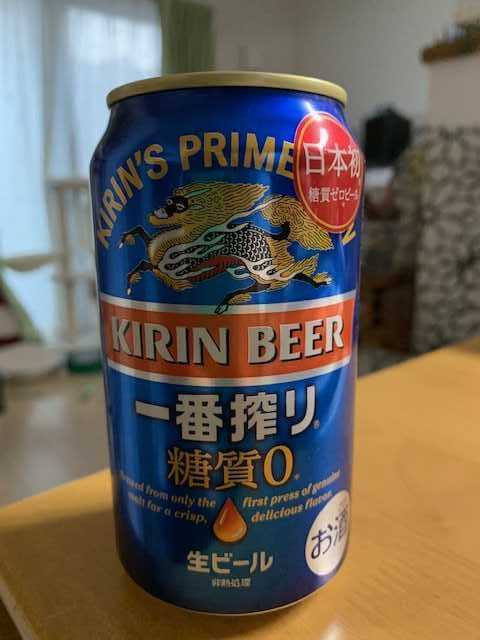 KIRIN'S PRIME
日本初
糖質ゼロビール
KIRIN BEER
一番搾り®
糖質0*
from only the first press of genuine
malt for a crisp, delicious flavor.
生ビール
非熱処理
お酒